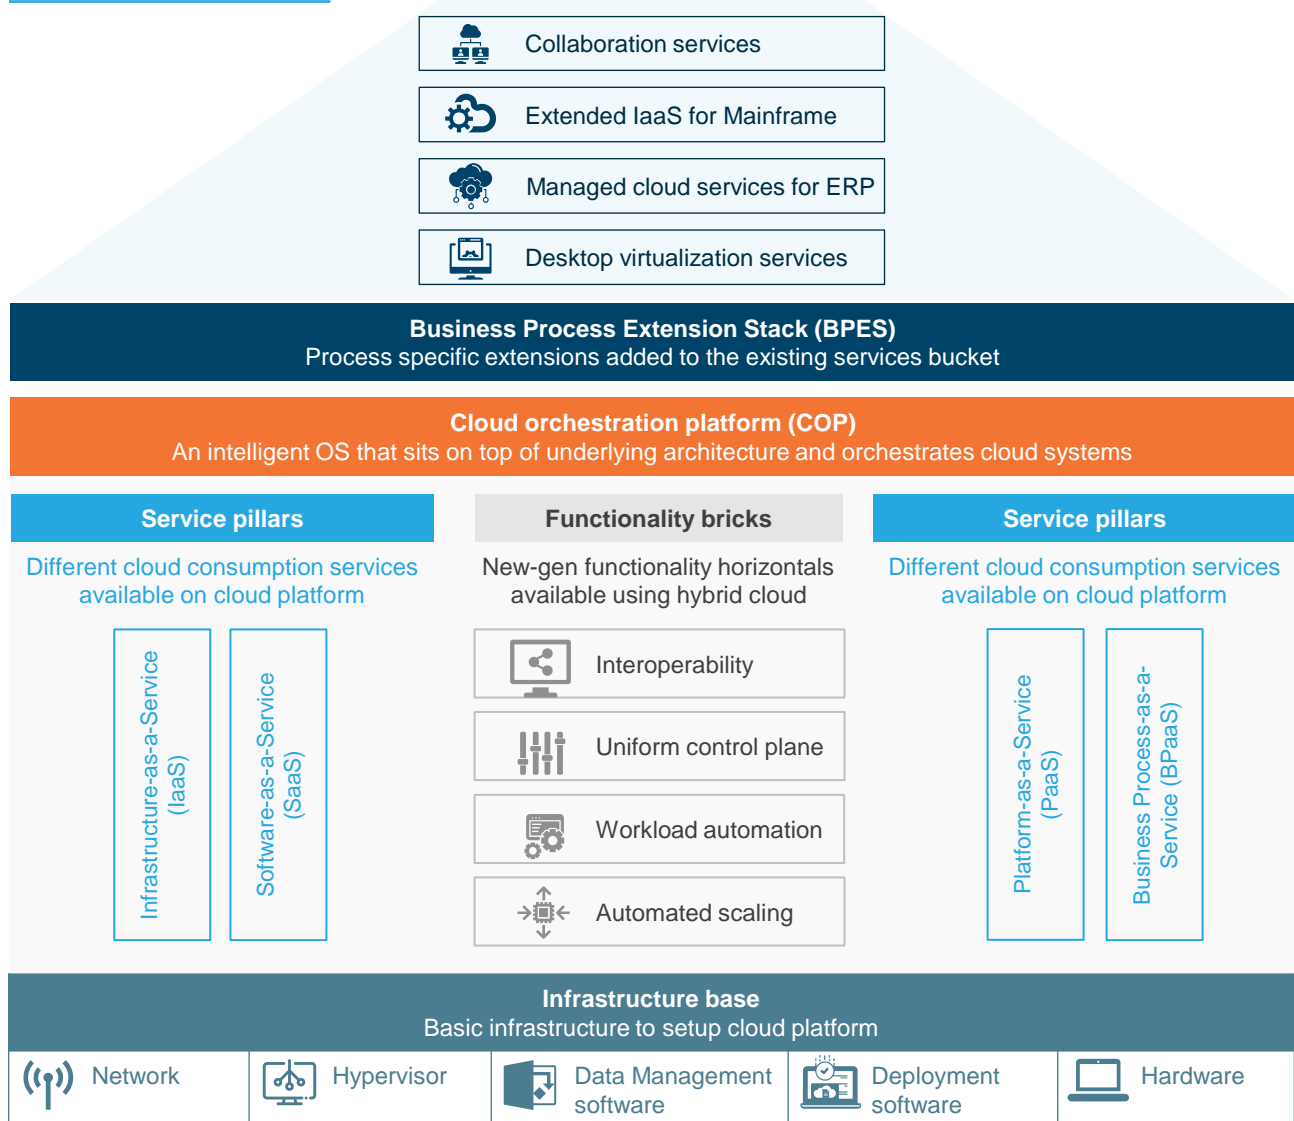 Collaboration services
Extended IaaS for Mainframe
Managed cloud services for ERP
Desktop virtualization services
Business Process Extension Stack (BPES)
Process specific extensions added to the existing services bucket
Cloud orchestration platform (COP)
An intelligent OS that sits on top of underlying architecture and orchestrates cloud systems
Service pillars
Different cloud consumption services
available on cloud platform
Infrastructure-as-a-Service
(IaaS)
Software-as-a-Service
(SaaS)
Functionality bricks
New-gen functionality horizontals
available using hybrid cloud
Interoperability
Uniform control plane
Workload automation
Automated scaling
Service pillars
Different cloud consumption services
available on cloud platform
Platform-as-a-Service
(PaaS)
Business Process-as-a-
Service (BPaaS)
Infrastructure base
Basic infrastructure to setup cloud platform
Network
Hypervisor
Data Management
software
Deployment
software
Hardware